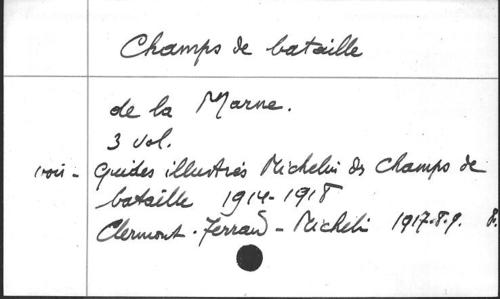 Champs de bataille
de la Marne.
3 vol.
voir - Guides illustrés Michelin des Champs de
bataille 1914-1918
Clermont-Ferrand - Michelin 1917-8-9. 8.